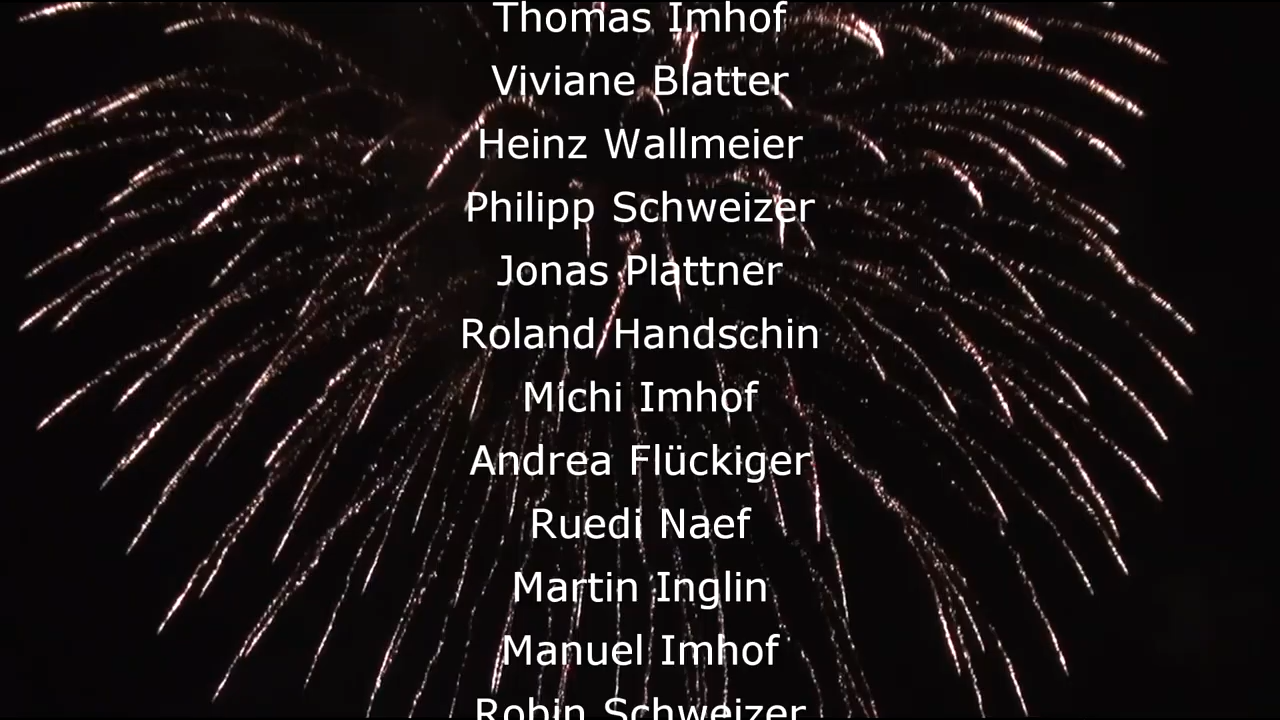 Thomas Imhof
Viviane Blatter
Heinz Wallmeier
Philipp Schweizer
Jonas Plattner
Roland Handschin
Michi Imhof
Andrea Flückiger
Ruedi Naef
Martin Inglin
Manuel Imhof
Robin Schweizer